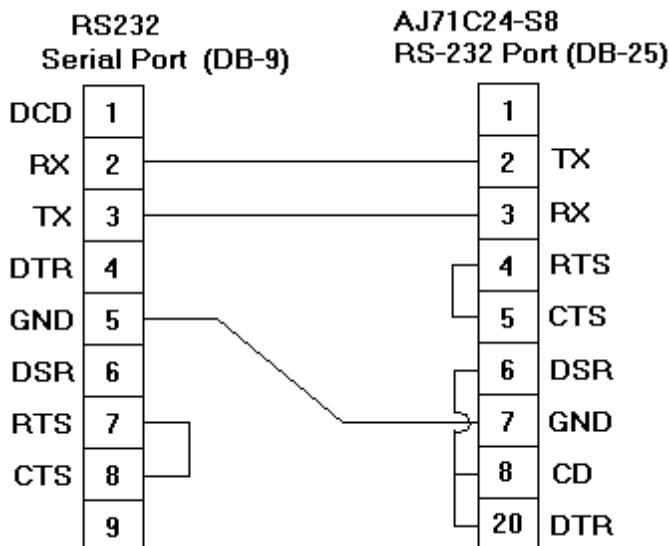 RS232
Serial Port (DB-9)
AJ71C24-S8
RS-232 Port (DB-25)
DCD 1
RX 2
TX 3
DTR 4
GND 5
DSR 6
RTS 7
CTS 8
9
1
2 TX
3 RX
4 RTS
5 CTS
6 DSR
7 GND
8 CD
20 DTR